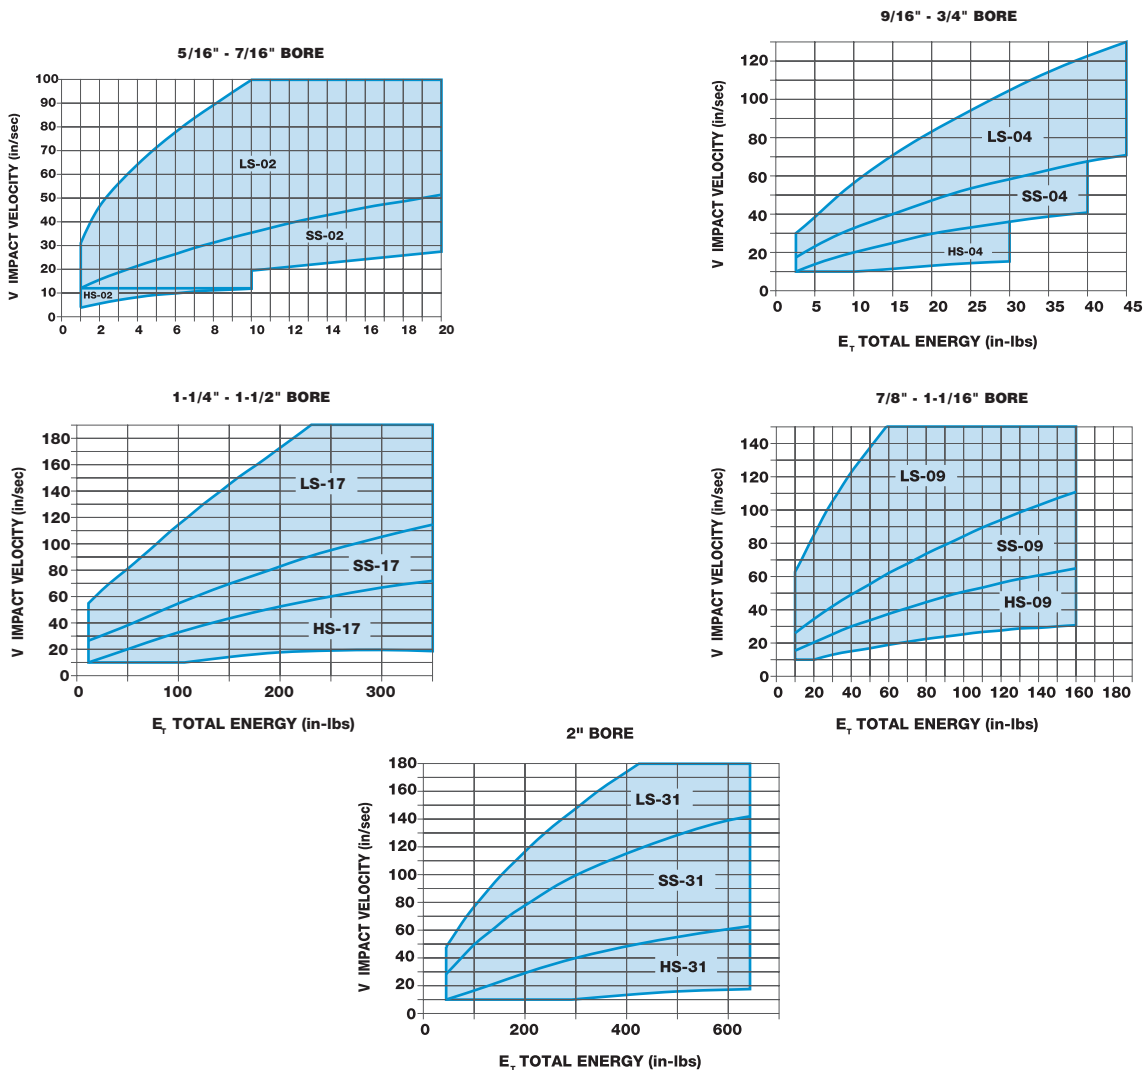 5/16" - 7/16" BORE
V IMPACT VELOCITY (in/sec)
100
90
80
70
60
50
40
30
20
10
0
LS-02
SS-02
HS-02
0 2 4 6 8 10 12 14 16 18 20
9/16" - 3/4" BORE
V IMPACT VELOCITY (in/sec)
120
100
80
60
40
20
0
LS-04
SS-04
HS-04
0 5 10 15 20 25 30 35 40 45
ET TOTAL ENERGY (in-lbs)
1-1/4" - 1-1/2" BORE
V IMPACT VELOCITY (in/sec)
180
160
140
120
100
80
60
40
20
0
LS-17
SS-17
HS-17
0 100 200 300
ET TOTAL ENERGY (in-lbs)
7/8" - 1-1/16" BORE
V IMPACT VELOCITY (in/sec)
140
120
100
80
60
40
20
0
LS-09
SS-09
HS-09
0 20 40 60 80 100 120 140 160 180
ET TOTAL ENERGY (in-lbs)
2" BORE
V IMPACT VELOCITY (in/sec)
180
160
140
120
100
80
60
40
20
0
LS-31
SS-31
HS-31
0 200 400 600
ET TOTAL ENERGY (in-lbs)